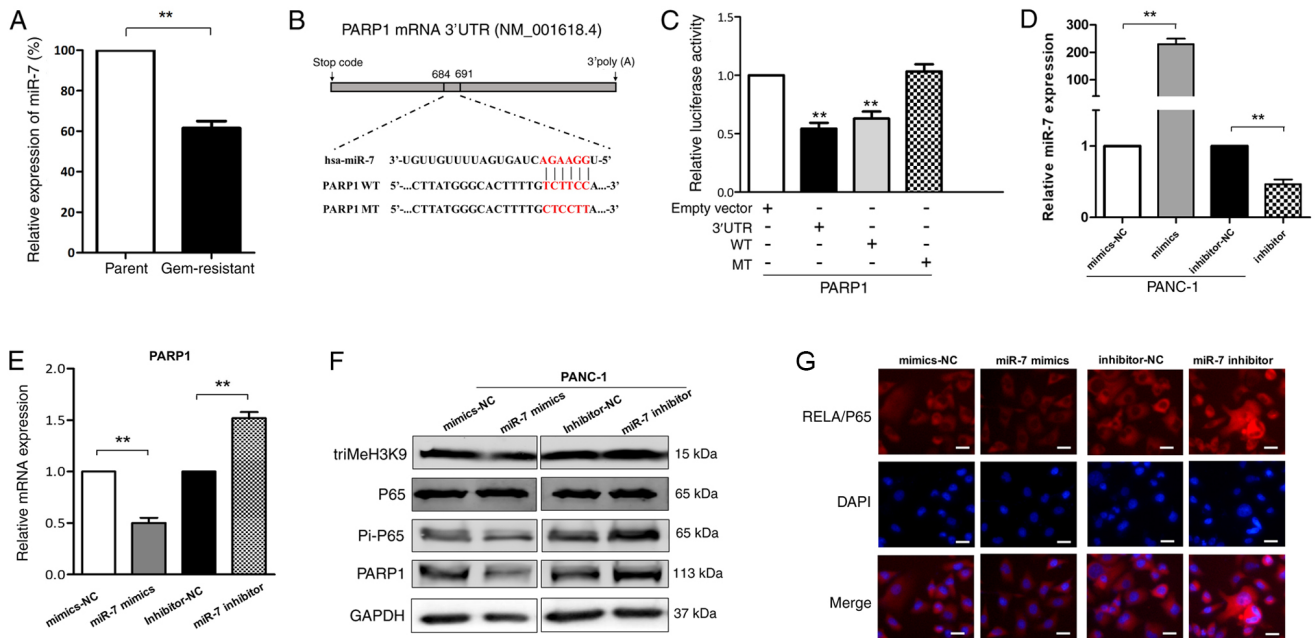 A
**
Relative expression of miR-7 (%)
100
80
60
40
20
0
Parent Gem-resistant
B
PARP1 mRNA 3'UTR (NM_001618.4)
Stop code
684 691
3'poly (A)
hsa-miR-7 3'-UGUUGUUUUAGUGAUCAGAAGGU-5'
PARP1 WT 5'-...CTTATGGGCACTTTTGTCTTCCA...-3'
PARP1 MT 5'-...CTTATGGGCACTTTTGCTCCTTA...-3'
C
Relative luciferase activity
1.5
1.0
0.5
0.0
** **
Empty vector + - - -
3'UTR - + - -
WT - - + -
MT - - - +
PARP1
D
Relative miR-7 expression
300
200
100
1
0
**
**
mimics-NC mimics inhibitor-NC inhibitor
PANC-1
E
PARP1
Relative mRNA expression
2.0
1.5
1.0
0.5
0.0
**
**
mimics-NC miR-7 mimics Inhibitor-NC miR-7 inhibitor
F
PANC-1
mimics-NC miR-7 mimics Inhibitor-NC miR-7 inhibitor
triMeH3K9 15 kDa
P65 65 kDa
Pi-P65 65 kDa
PARP1 113 kDa
GAPDH 37 kDa
G
mimics-NC miR-7 mimics inhibitor-NC miR-7 inhibitor
RELA/P65
DAPI
Merge